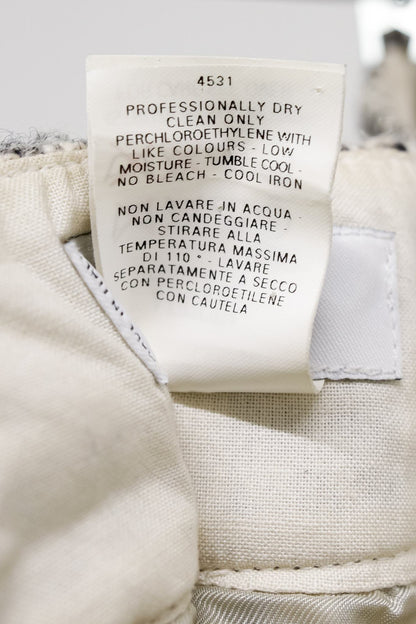 4531
PROFESSIONALLY DRY
CLEAN ONLY
PERCHLOROETHYLENE WITH
LIKE COLOURS - LOW
MOISTURE - TUMBLE COOL -
NO BLEACH - COOL IRON
NON LAVARE IN ACQUA -
NON CANDEGGIARE -
STIRARE ALLA
TEMPERATURA MASSIMA
DI 110° - LAVARE
SEPARATAMENTE A SECCO
CON PERCLOROETILENE
CON CAUTELA